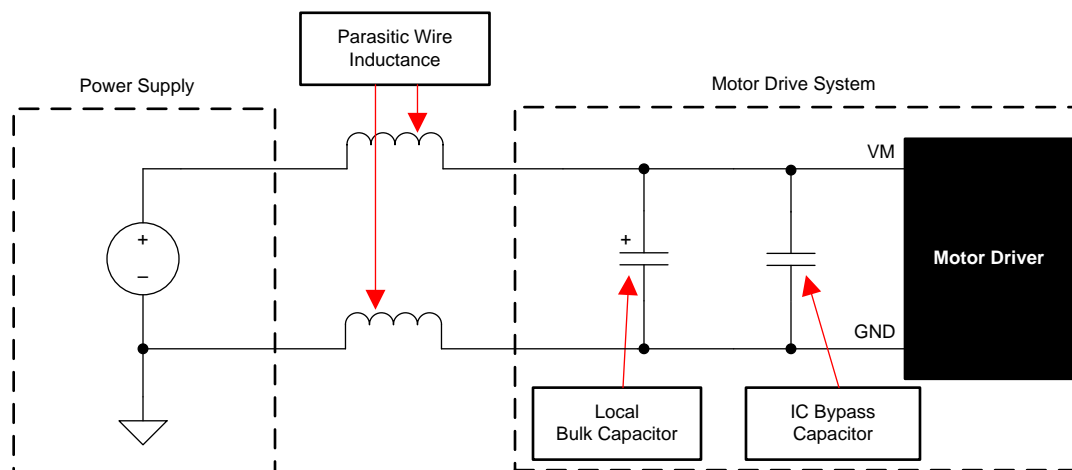 Parasitic Wire
Inductance
Power Supply
Motor Drive System
VM
+
–
+
Motor Driver
GND
Local
Bulk Capacitor
IC Bypass
Capacitor